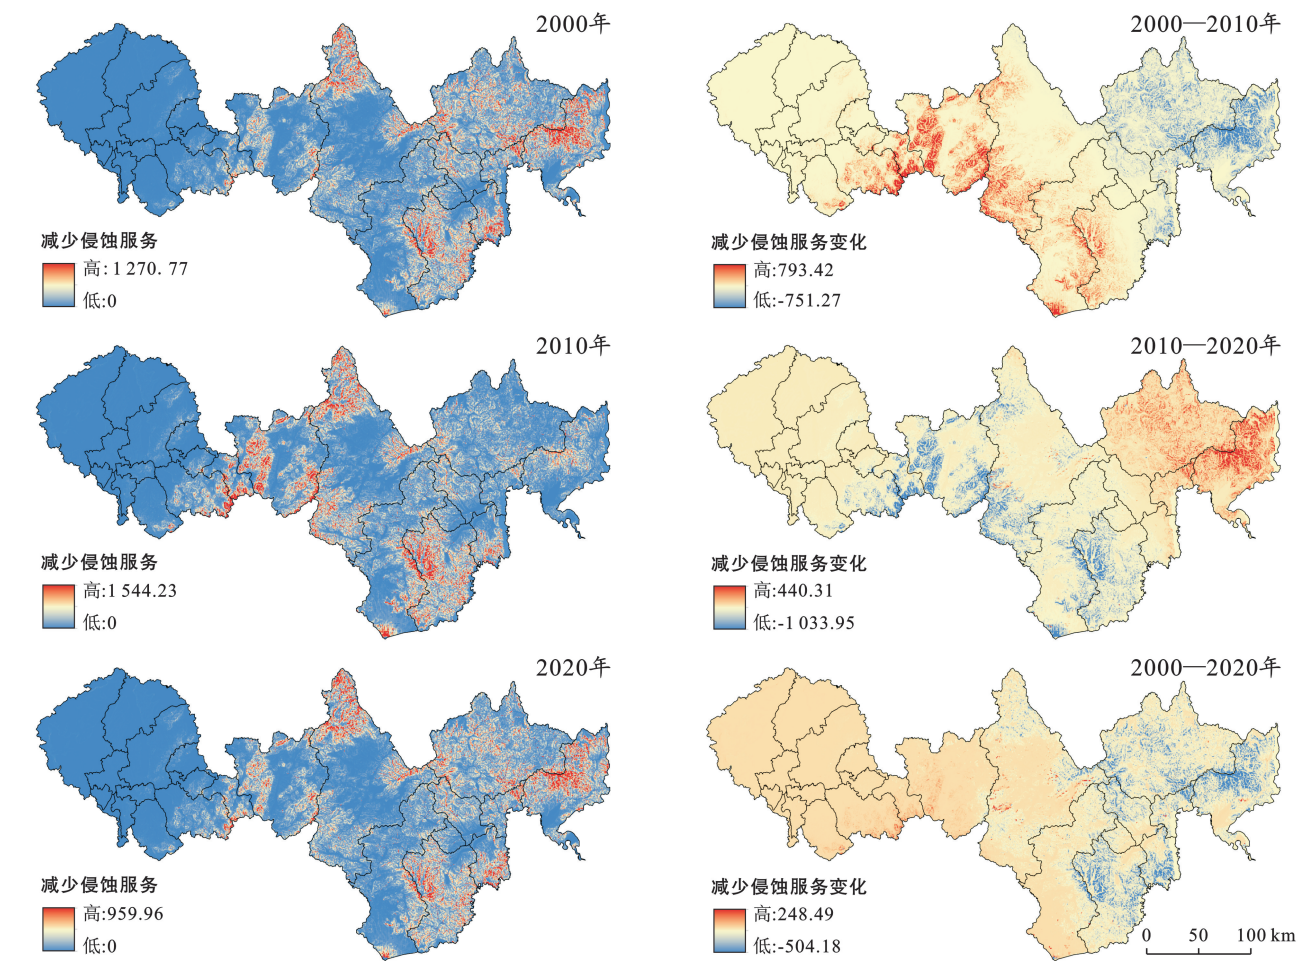 2000年
减少侵蚀服务
高:1 270.77
低:0
2000—2010年
减少侵蚀服务变化
高:793.42
低:-751.27
2010年
减少侵蚀服务
高:1 544.23
低:0
2010—2020年
减少侵蚀服务变化
高:440.31
低:-1 033.95
2020年
减少侵蚀服务
高:959.96
低:0
2000—2020年
减少侵蚀服务变化
高:248.49
低:-504.18
0 50 100 km